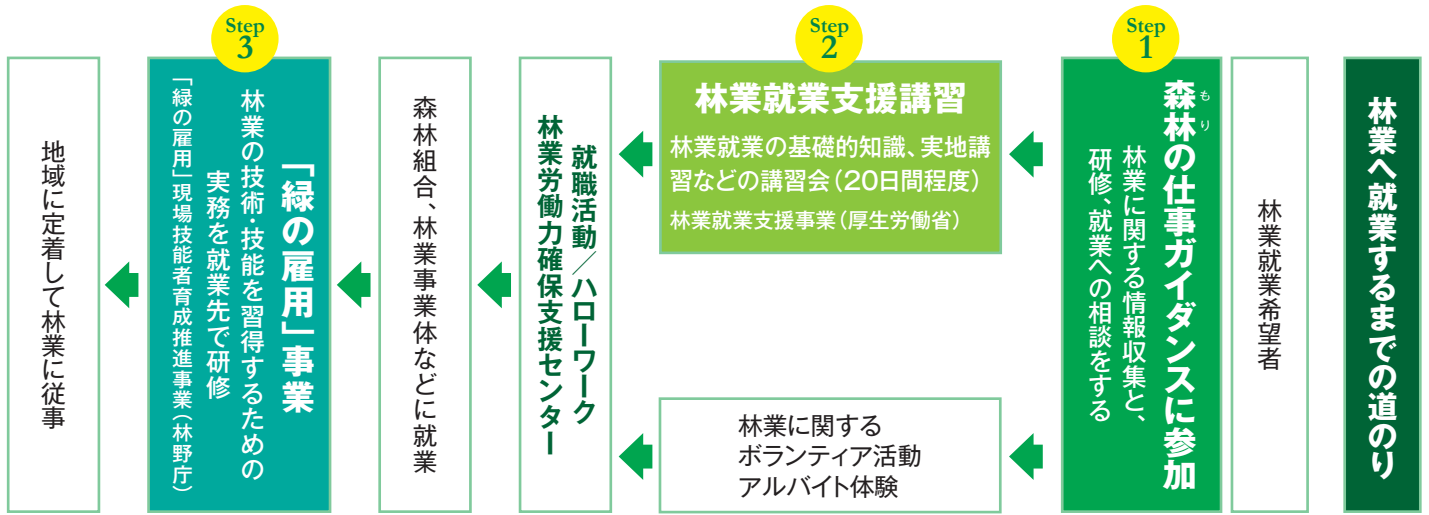 林業へ就業するまでの道のり
林業就業希望者
Step
1
森林の仕事ガイダンスに参加
もり
林業に関する情報収集と、
研修、就業への相談をする
Step
2
林業就業支援講習
林業就業の基礎的知識、実地講
習などの講習会（20日間程度）
林業就業支援事業（厚生労働省）
林業に関する
ボランティア活動
アルバイト体験
就職活動／ハローワーク
林業労働力確保支援センター
森林組合、林業事業体などに就業
Step
3
「緑の雇用」事業
林業の技術・技能を習得するための
実務を就業先で研修
「緑の雇用」現場技能者育成推進事業（林野庁）
地域に定着して林業に従事